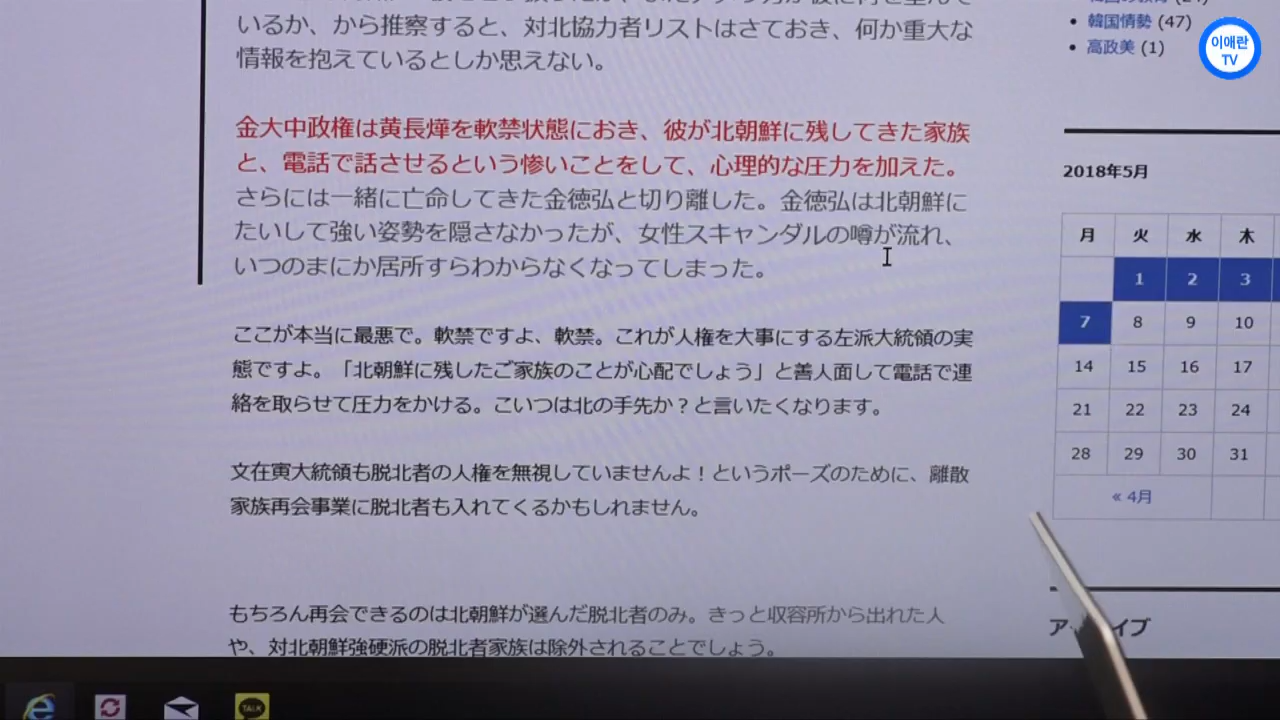 いるか、から推察すると、対北協力者リストはさておき、何か重大な
情報を抱えているとしか思えない。
金大中政権は黄長燁を軟禁状態におき、彼が北朝鮮に残してきた家族
と、電話で話させるという惨いことをして、心理的な圧力を加えた。
さらには一緒に亡命してきた金徳弘と切り離した。金徳弘は北朝鮮に
たいして強い姿勢を隠さなかったが、女性スキャンダルの噂が流れ、
いつのまにか居所すらわからなくなってしまった。
ここが本当に最悪で。軟禁ですよ、軟禁。これが人権を大事にする左派大統領の実
態ですよ。「北朝鮮に残したご家族のことが心配でしょう」と善人面して電話で連
絡を取らせて圧力をかける。こいつは北の手先か？と言いたくなります。
文在寅大統領も脱北者の人権を無視していませんよ！というポーズのために、離散
家族再会事業に脱北者も入れてくるかもしれません。
もちろん再会できるのは北朝鮮が選んだ脱北者のみ。きっと収容所から出れた人
や、対北朝鮮強硬派の脱北者家族は除外されることでしょう。
• 韓国情勢 (47)
• 高政美 (1)
이애란
TV
2018年5月
月 火 水 木
1 2 3
7 8 9 10
14 15 16 17
21 22 23 24
28 29 30 31
« 4月
イブ
TALK